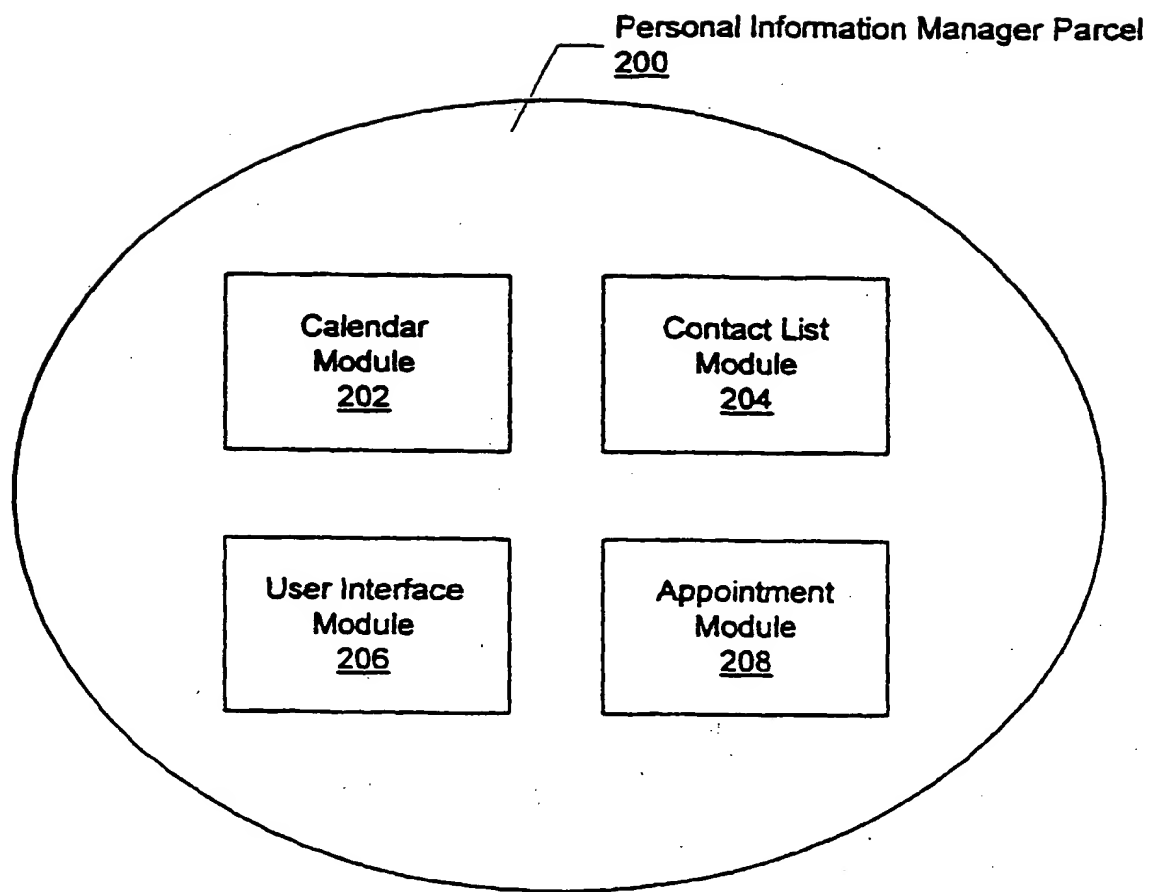 Personal Information Manager Parcel
200
Calendar
Module
202
Contact List
Module
204
User Interface
Module
206
Appointment
Module
208